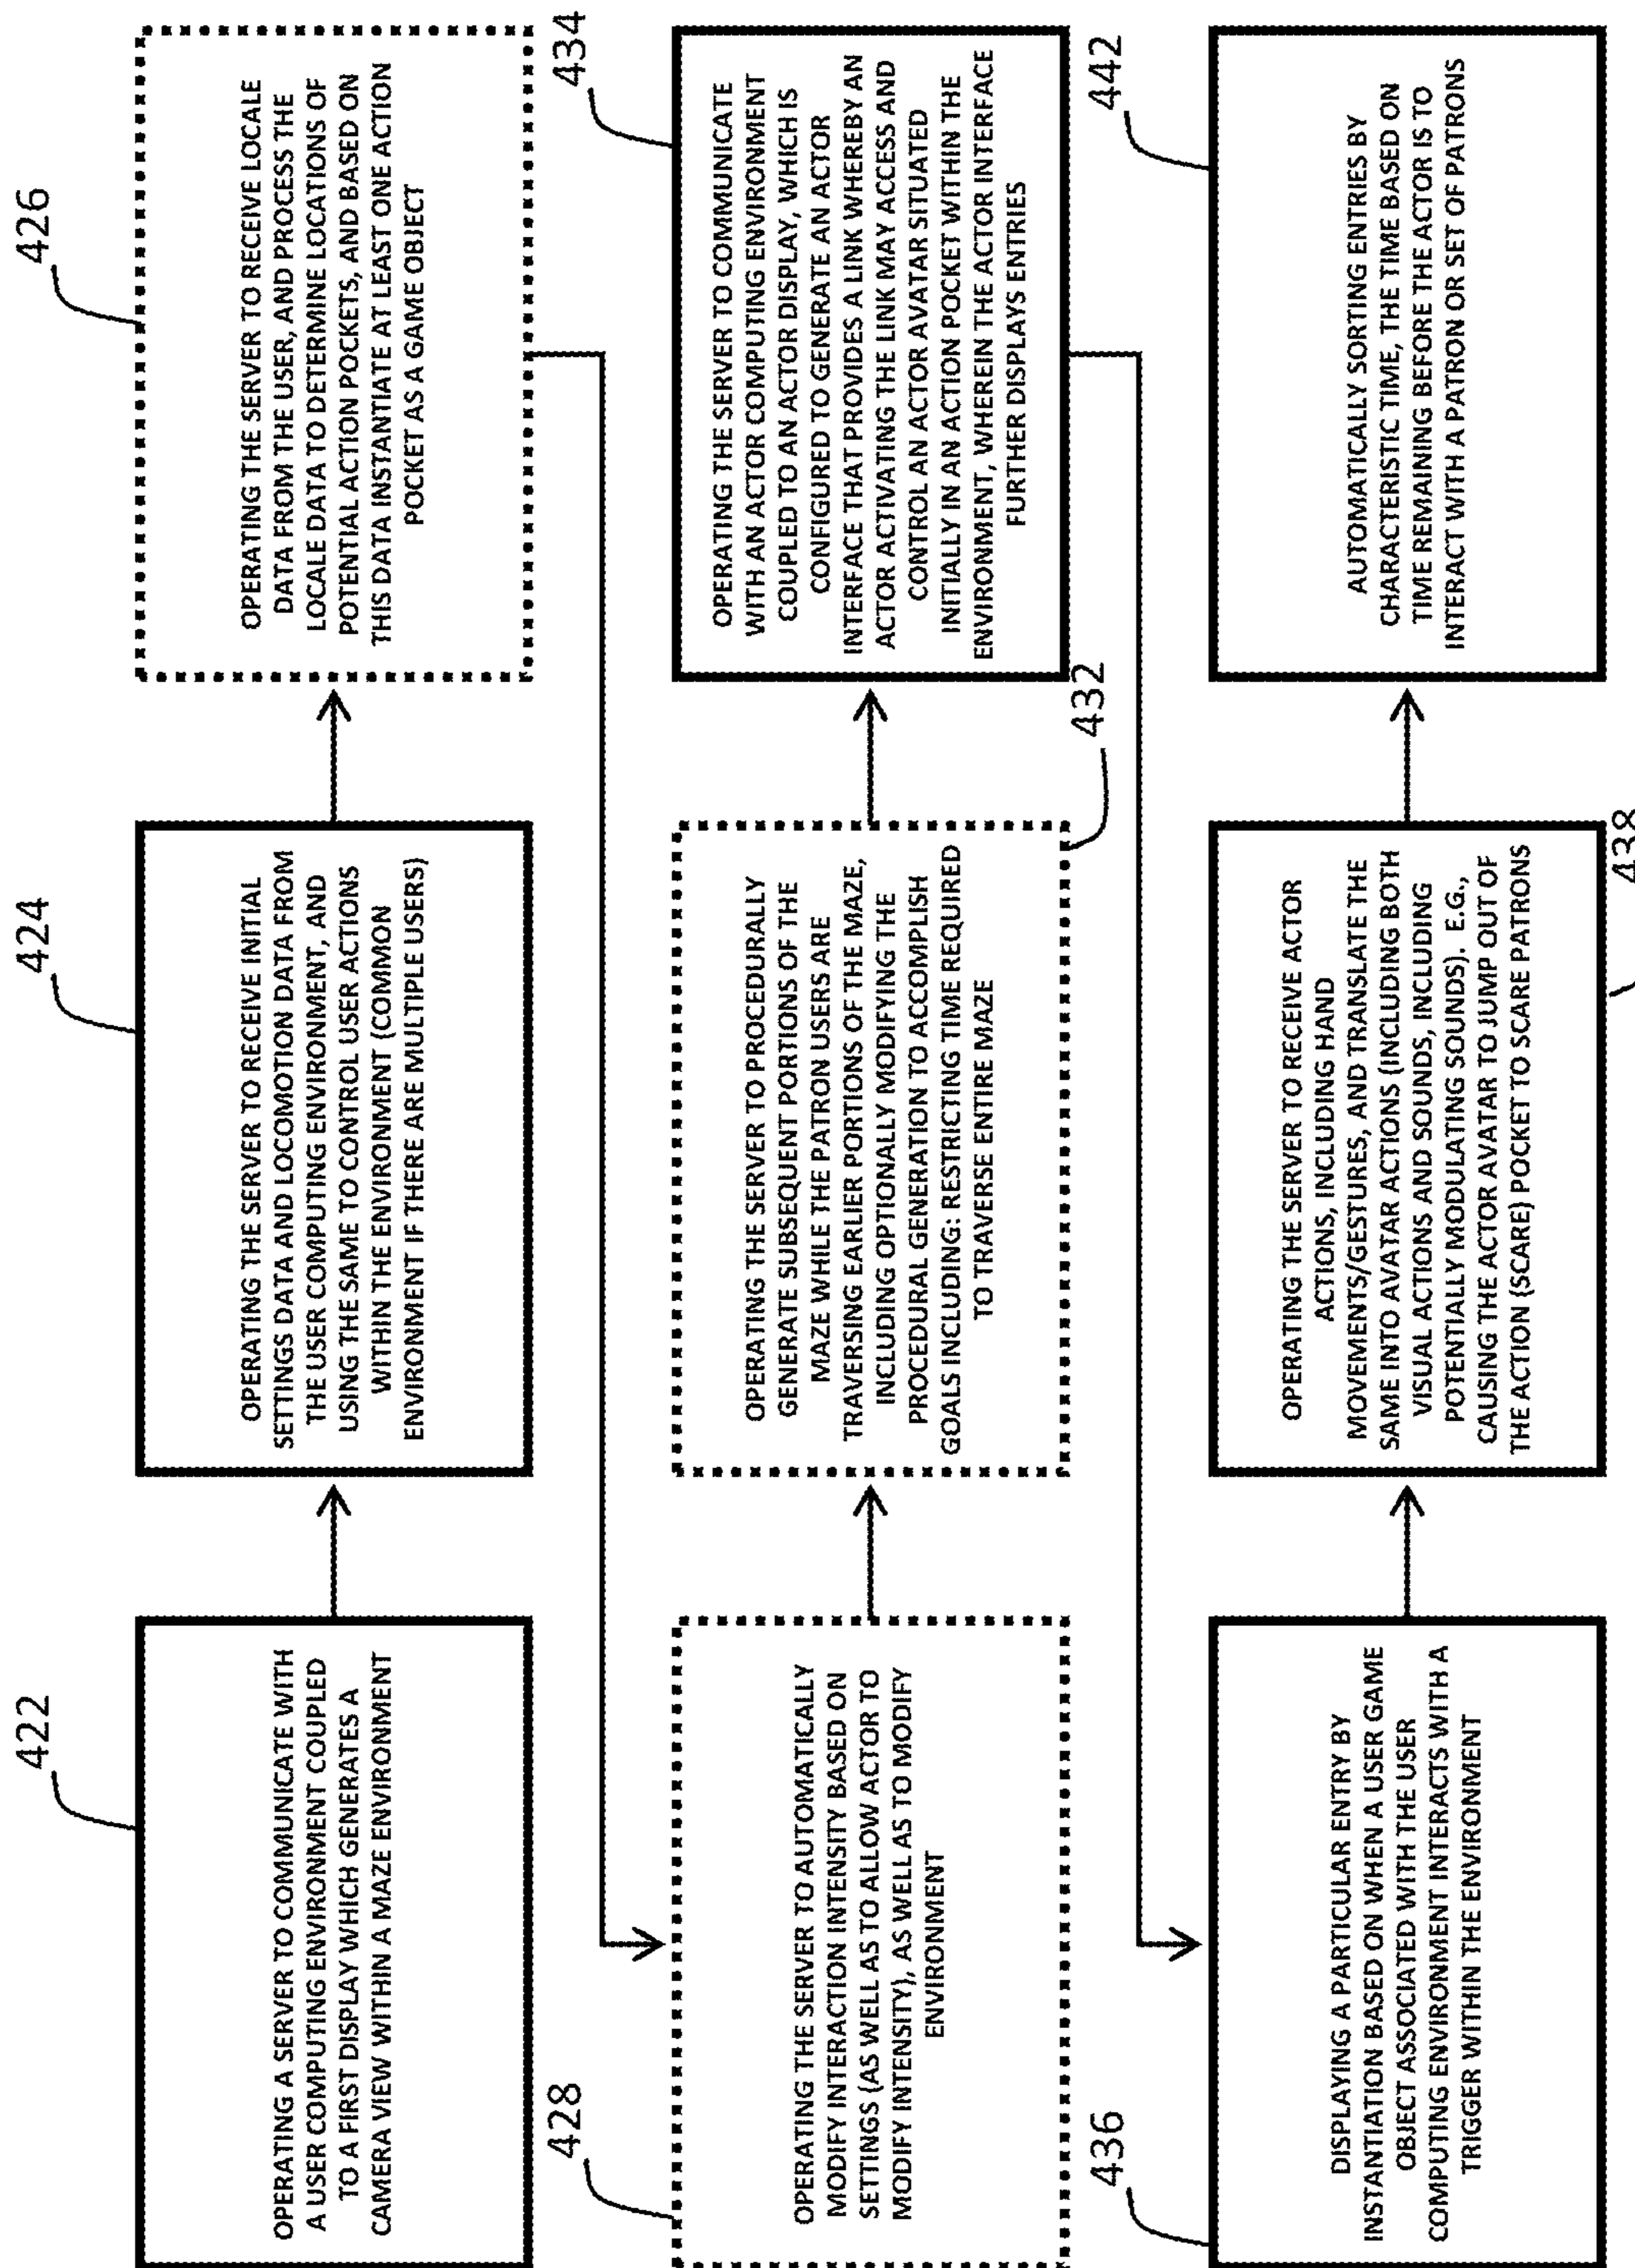 422
OPERATING A SERVER TO COMMUNICATE WITH
A USER COMPUTING ENVIRONMENT COUPLED
TO A FIRST DISPLAY WHICH GENERATES A
CAMERA VIEW WITHIN A MAZE ENVIRONMENT
424
OPERATING THE SERVER TO RECEIVE INITIAL
SETTINGS DATA AND LOCOMOTION DATA FROM
THE USER COMPUTING ENVIRONMENT, AND
USING THE SAME TO CONTROL USER ACTIONS
WITHIN THE ENVIRONMENT (COMMON
ENVIRONMENT IF THERE ARE MULTIPLE USERS)
426
OPERATING THE SERVER TO RECEIVE LOCALE
DATA FROM THE USER, AND PROCESS THE
LOCALE DATA TO DETERMINE LOCATIONS OF
POTENTIAL ACTION POCKETS, AND BASED ON
THIS DATA INSTANTIATE AT LEAST ONE ACTION
POCKET AS A GAME OBJECT
428
OPERATING THE SERVER TO AUTOMATICALLY
MODIFY INTERACTION INTENSITY BASED ON
SETTINGS (AS WELL AS TO ALLOW ACTOR TO
MODIFY INTENSITY), AS WELL AS TO MODIFY
ENVIRONMENT
432
OPERATING THE SERVER TO PROCEDURALLY
GENERATE SUBSEQUENT PORTIONS OF THE
MAZE WHILE THE PATRON USERS ARE
TRAVERSING EARLIER PORTIONS OF THE MAZE,
INCLUDING OPTIONALLY MODIFYING THE
PROCEDURAL GENERATION TO ACCOMPLISH
GOALS INCLUDING: RESTRICTING TIME REQUIRED
TO TRAVERSE ENTIRE MAZE
434
OPERATING THE SERVER TO COMMUNICATE
WITH AN ACTOR COMPUTING ENVIRONMENT
COUPLED TO AN ACTOR DISPLAY, WHICH IS
CONFIGURED TO GENERATE AN ACTOR
INTERFACE THAT PROVIDES A LINK WHEREBY AN
ACTOR ACTIVATING THE LINK MAY ACCESS AND
CONTROL AN ACTOR AVATAR SITUATED
INITIALLY IN AN ACTION POCKET WITHIN THE
ENVIRONMENT, WHEREIN THE ACTOR INTERFACE
FURTHER DISPLAYS ENTRIES
436
DISPLAYING A PARTICULAR ENTRY BY
INSTANTIATION BASED ON WHEN A USER GAME
OBJECT ASSOCIATED WITH THE USER
COMPUTING ENVIRONMENT INTERACTS WITH A
TRIGGER WITHIN THE ENVIRONMENT
438
OPERATING THE SERVER TO RECEIVE ACTOR
ACTIONS, INCLUDING HAND
MOVEMENTS/GESTURES, AND TRANSLATE THE
SAME INTO AVATAR ACTIONS (INCLUDING BOTH
VISUAL ACTIONS AND SOUNDS, INCLUDING
POTENTIALLY MODULATING SOUNDS). E.G.,
CAUSING THE ACTOR AVATAR TO JUMP OUT OF
THE ACTION (SCARE) POCKET TO SCARE PATRONS
442
AUTOMATICALLY SORTING ENTRIES BY
CHARACTERISTIC TIME, THE TIME BASED ON
TIME REMAINING BEFORE THE ACTOR IS TO
INTERACT WITH A PATRON OR SET OF PATRONS